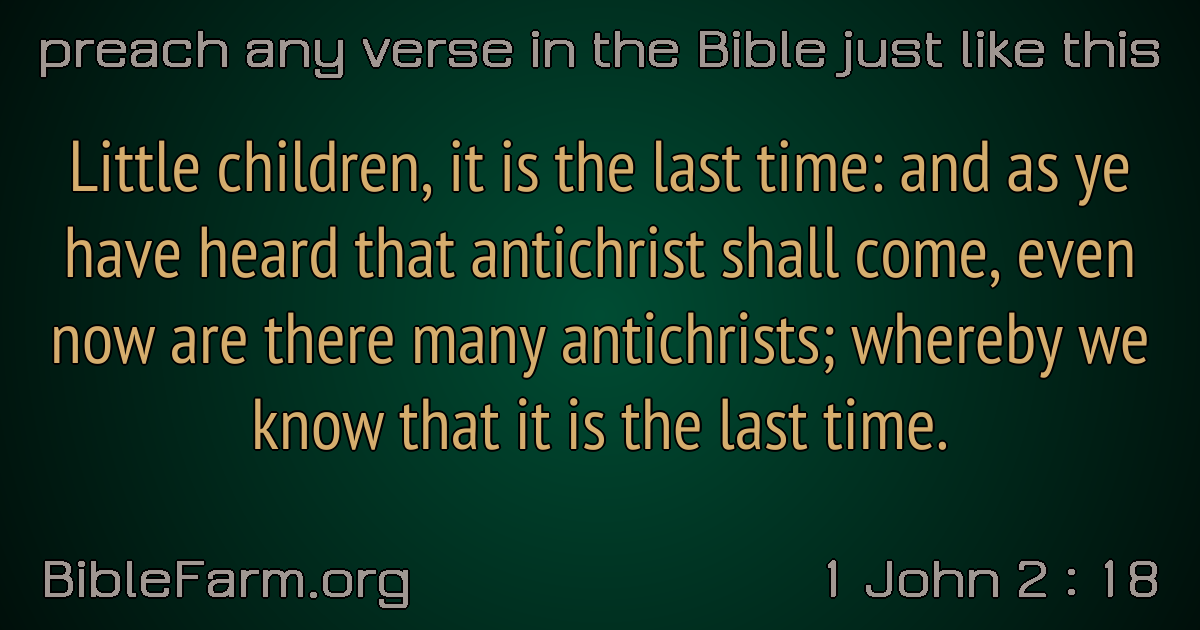 preach any verse in the Bible just like this
Little children, it is the last time: and as ye
have heard that antichrist shall come, even
now are there many antichrists; whereby we
know that it is the last time.
BibleFarm.org
1 John 2 : 18